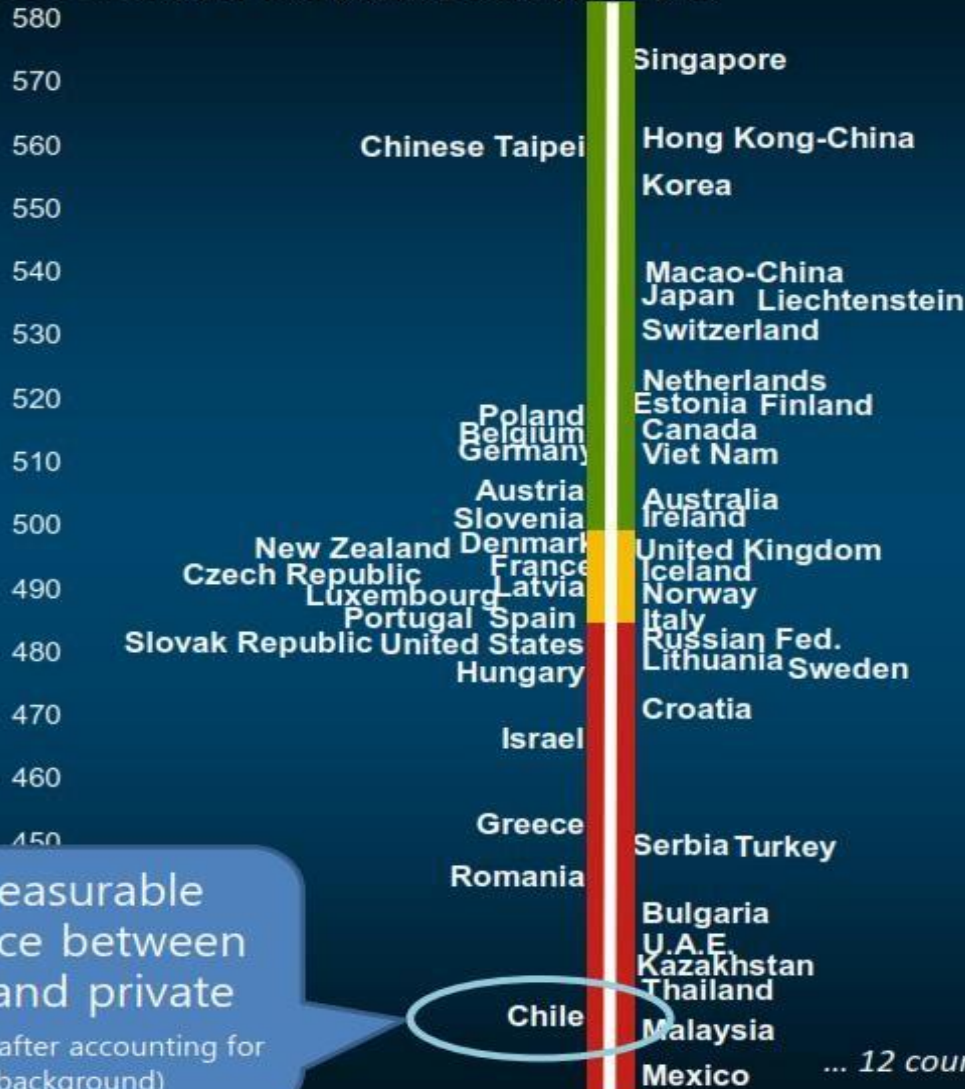 580
Singapore
570
560
Chinese Taipei
Hong Kong-China
Korea
550
540
Macao-China
Japan Liechtenstein
530
Switzerland
Netherlands
520
Estonia Finland
Poland
Belgium
Canada
Germany
510
Viet Nam
Austria
Australia
Slovenia
Ireland
500
New Zealand Denmark
United Kingdom
France
Iceland
Czech Republic
490
Latvia
Luxembourg
Norway
Portugal Spain
Italy
Slovak Republic United States
480
Russian Fed.
Lithuania Sweden
Hungary
470
Croatia
Israel
460
Greece
450
Serbia Turkey
Romania
Bulgaria
U.A.E.
Kazakhstan
Thailand
Chile
Malaysia
Mexico
... 12
between
and private
after accounting for
background)